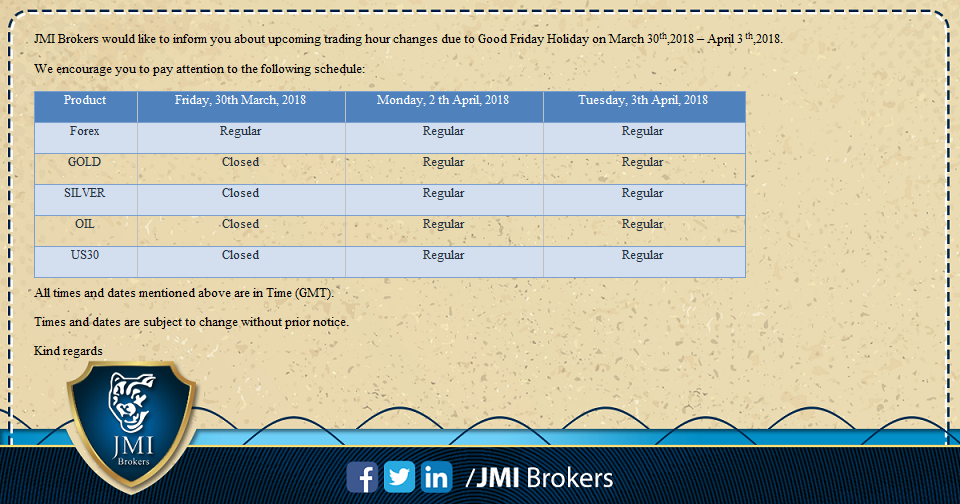 JMI Brokers would like to inform you about upcoming trading hour changes due to Good Friday Holiday on March 30th,2018 – April 3 th,2018.
We encourage you to pay attention to the following schedule:
Product Friday, 30th March, 2018 Monday, 2 th April, 2018 Tuesday, 3th April, 2018
Forex Regular Regular Regular
GOLD Closed Regular Regular
SILVER Closed Regular Regular
OIL Closed Regular Regular
US30 Closed Regular Regular
All times and dates mentioned above are in Time (GMT).
Times and dates are subject to change without prior notice.
Kind regards
JMI
Brokers
/JMI Brokers